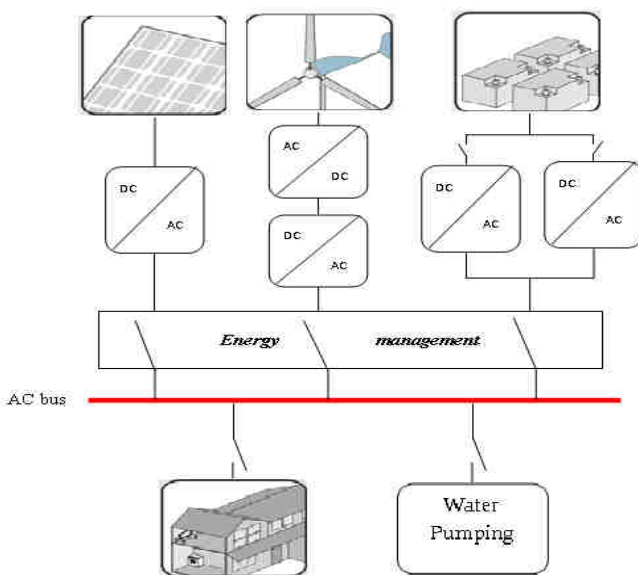 AC
DC
DC
AC
DC
AC
DC
AC
DC
AC
Energy management
AC bus
Water
Pumping